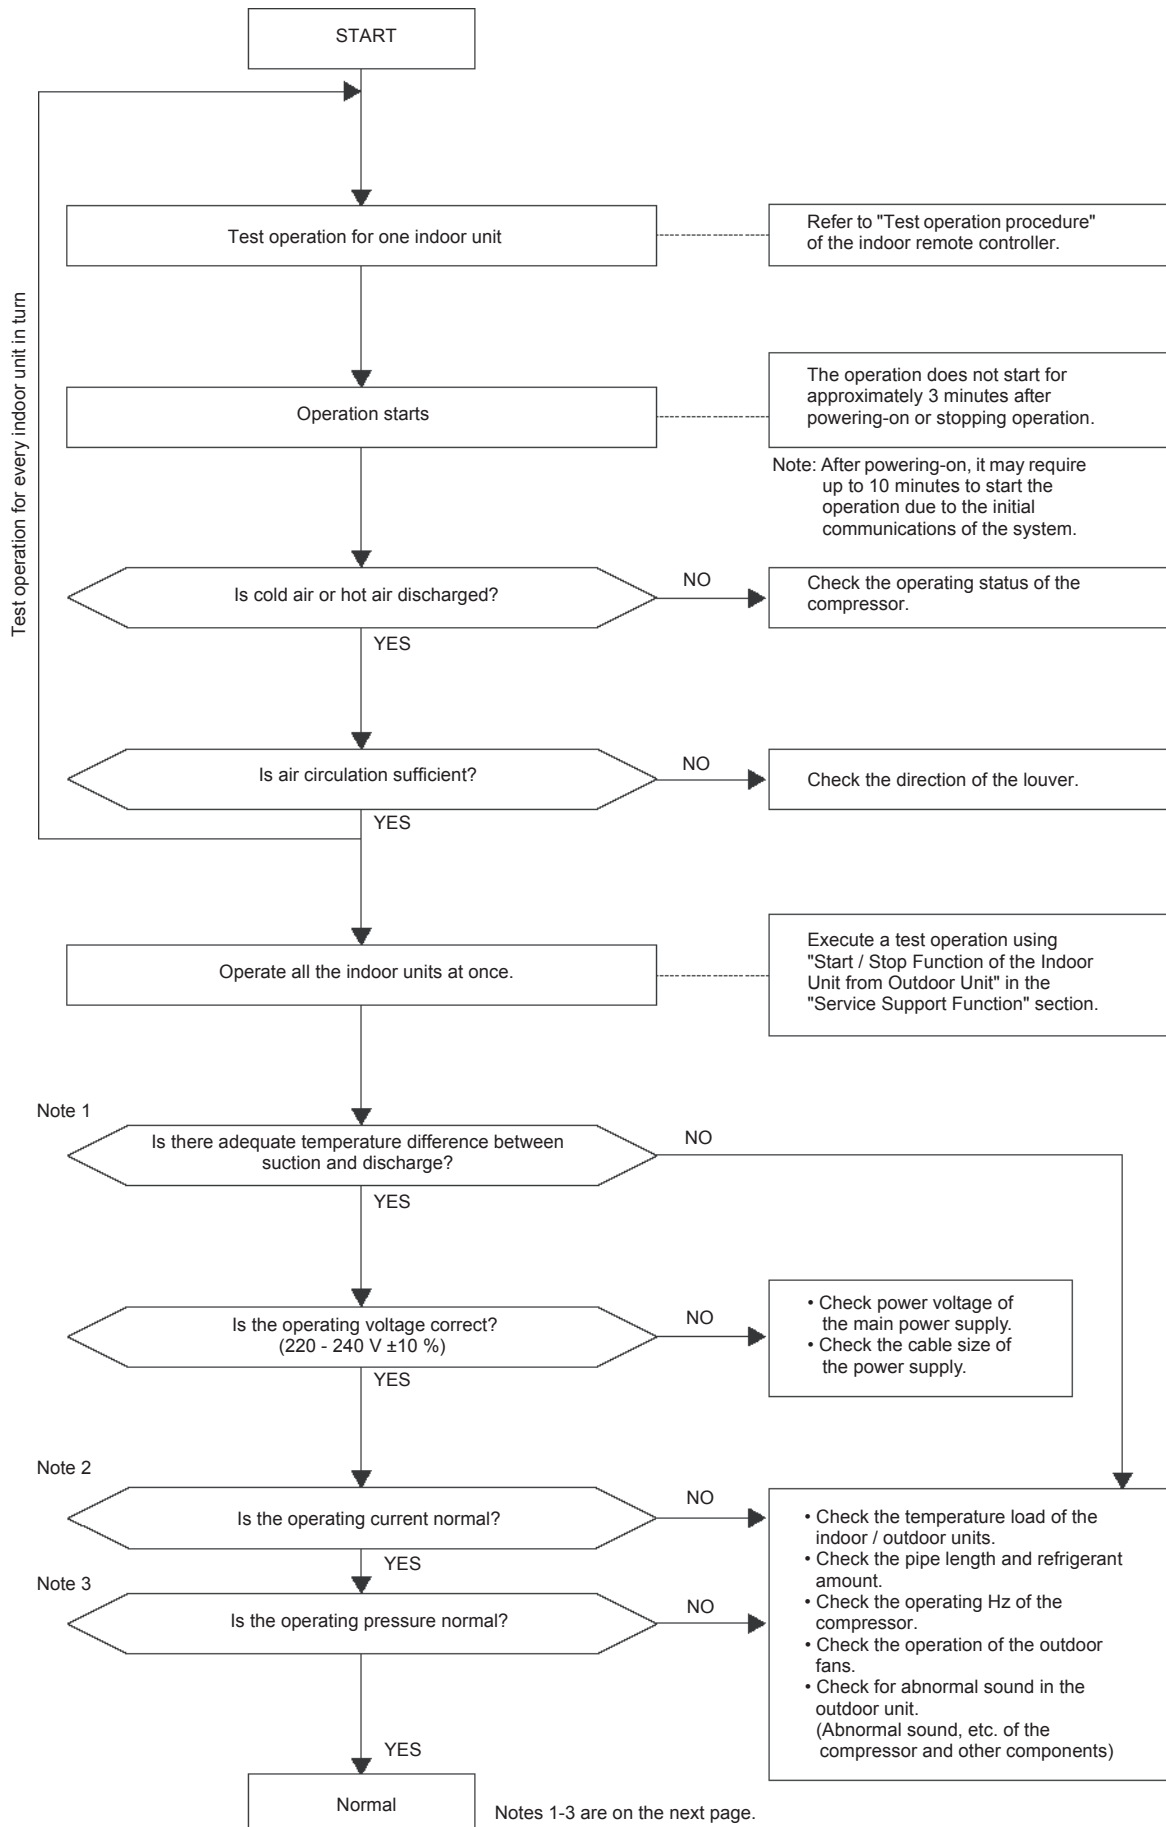 START
Test operation for every indoor unit in turn
Test operation for one indoor unit
Refer to "Test operation procedure"
of the indoor remote controller.
Operation starts
The operation does not start for
approximately 3 minutes after
powering-on or stopping operation.
Note: After powering-on, it may require
up to 10 minutes to start the
operation due to the initial
communications of the system.
Is cold air or hot air discharged?
NO
Check the operating status of the
compressor.
YES
Is air circulation sufficient?
NO
Check the direction of the louver.
YES
Operate all the indoor units at once.
Execute a test operation using
"Start / Stop Function of the Indoor
Unit from Outdoor Unit" in the
"Service Support Function" section.
Note 1
Is there adequate temperature difference between
suction and discharge?
NO
YES
Is the operating voltage correct?
(220 - 240 V ±10 %)
NO
• Check power voltage of
the main power supply.
• Check the cable size of
the power supply.
YES
Note 2
Is the operating current normal?
NO
YES
Note 3
Is the operating pressure normal?
NO
• Check the temperature load of the
indoor / outdoor units.
• Check the pipe length and refrigerant
amount.
• Check the operating Hz of the
compressor.
• Check the operation of the outdoor
fans.
• Check for abnormal sound in the
outdoor unit.
(Abnormal sound, etc. of the
compressor and other components)
YES
Normal
Notes 1-3 are on the next page.